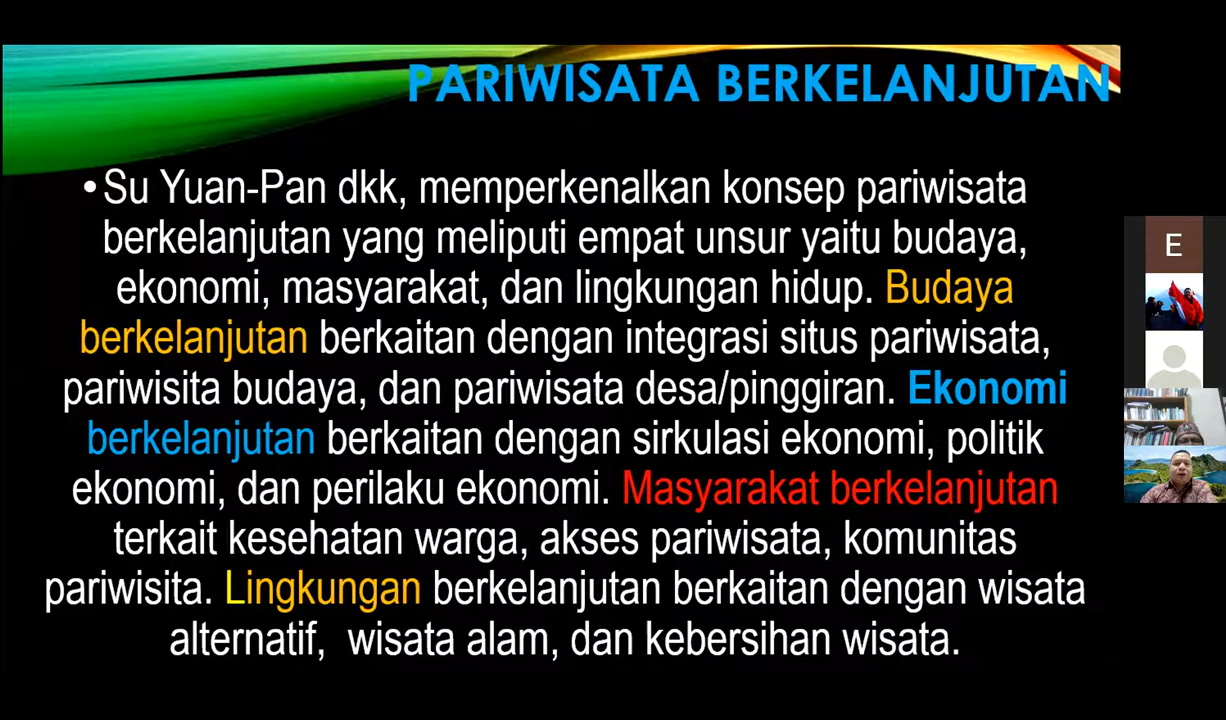 PARIWISATA BERKELANJUTAN
•Su Yuan-Pan dkk, memperkenalkan konsep pariwisata
berkelanjutan yang meliputi empat unsur yaitu budaya,
ekonomi, masyarakat, dan lingkungan hidup. Budaya
berkelanjutan berkaitan dengan integrasi situs pariwisata,
pariwisita budaya, dan pariwisata desa/pinggiran. Ekonomi
berkelanjutan berkaitan dengan sirkulasi ekonomi, politik
ekonomi, dan perilaku ekonomi. Masyarakat berkelanjutan
terkait kesehatan warga, akses pariwisata, komunitas
pariwisita. Lingkungan berkelanjutan berkaitan dengan wisata
alternatif,  wisata alam, dan kebersihan wisata.
E